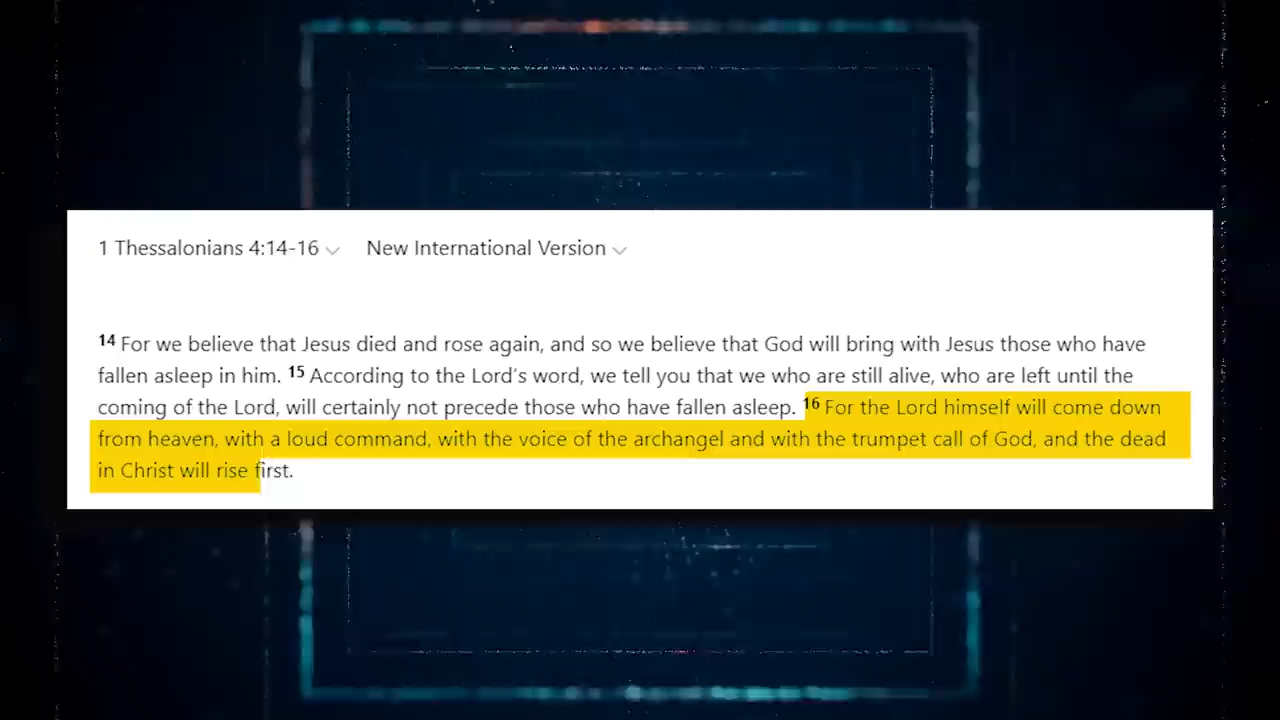 1 Thessalonians 4:14-16 New International Version
14 For we believe that Jesus died and rose again, and so we believe that God will bring with Jesus those who have
fallen asleep in him. 15 According to the Lord’s word, we tell you that we who are still alive, who are left until the
coming of the Lord, will certainly not precede those who have fallen asleep. 16 For the Lord himself will come down
from heaven, with a loud command, with the voice of the archangel and with the trumpet call of God, and the dead
in Christ will rise first.